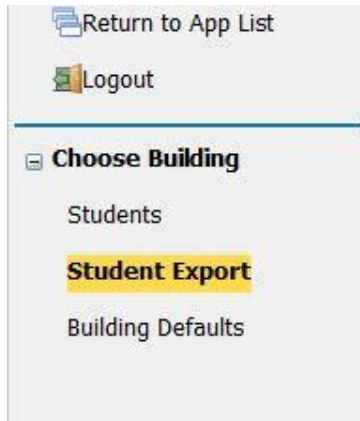 Return to App List
Logout
Choose Building
Students
Student Export
Building Defaults